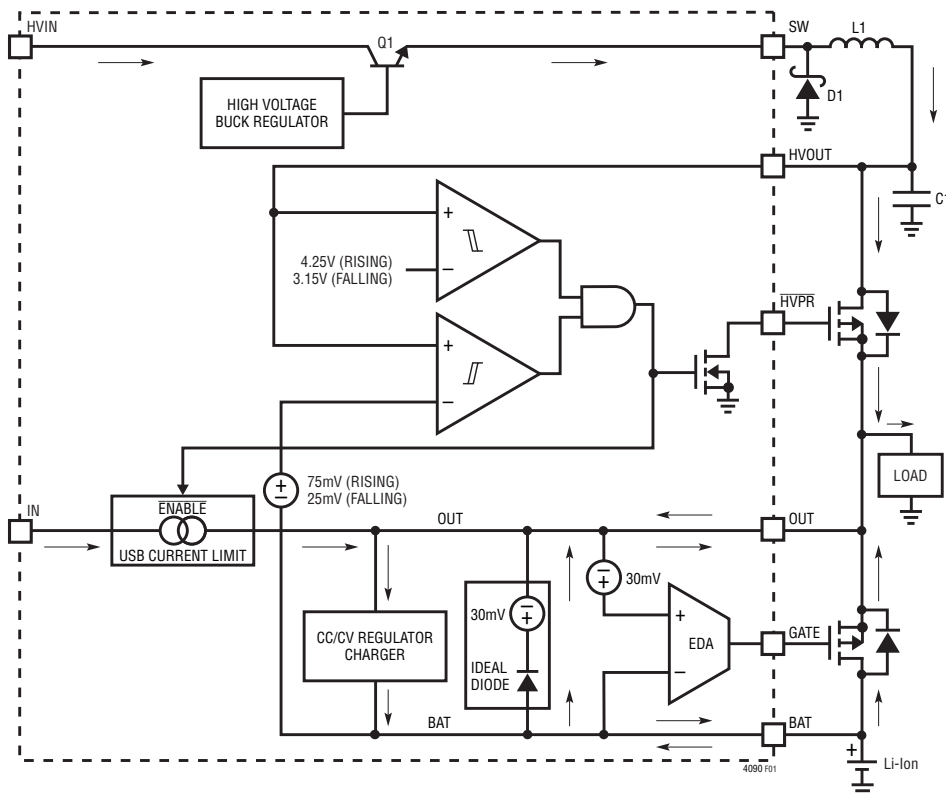 HVIN
Q1
SW
L1
HIGH VOLTAGE
BUCK REGULATOR
D1
HVOUT
C1
+
4.25V (RISING)
3.15V (FALLING)
−
HVPR
+
−
LOAD
75mV (RISING)
25mV (FALLING)
+
−
IN
ENABLE
USB CURRENT LIMIT
OUT
OUT
−
+
30mV
30mV
−
+
+
EDA
−
GATE
CC/CV REGULATOR
CHARGER
IDEAL
DIODE
BAT
BAT
+
Li-Ion
4090 F01